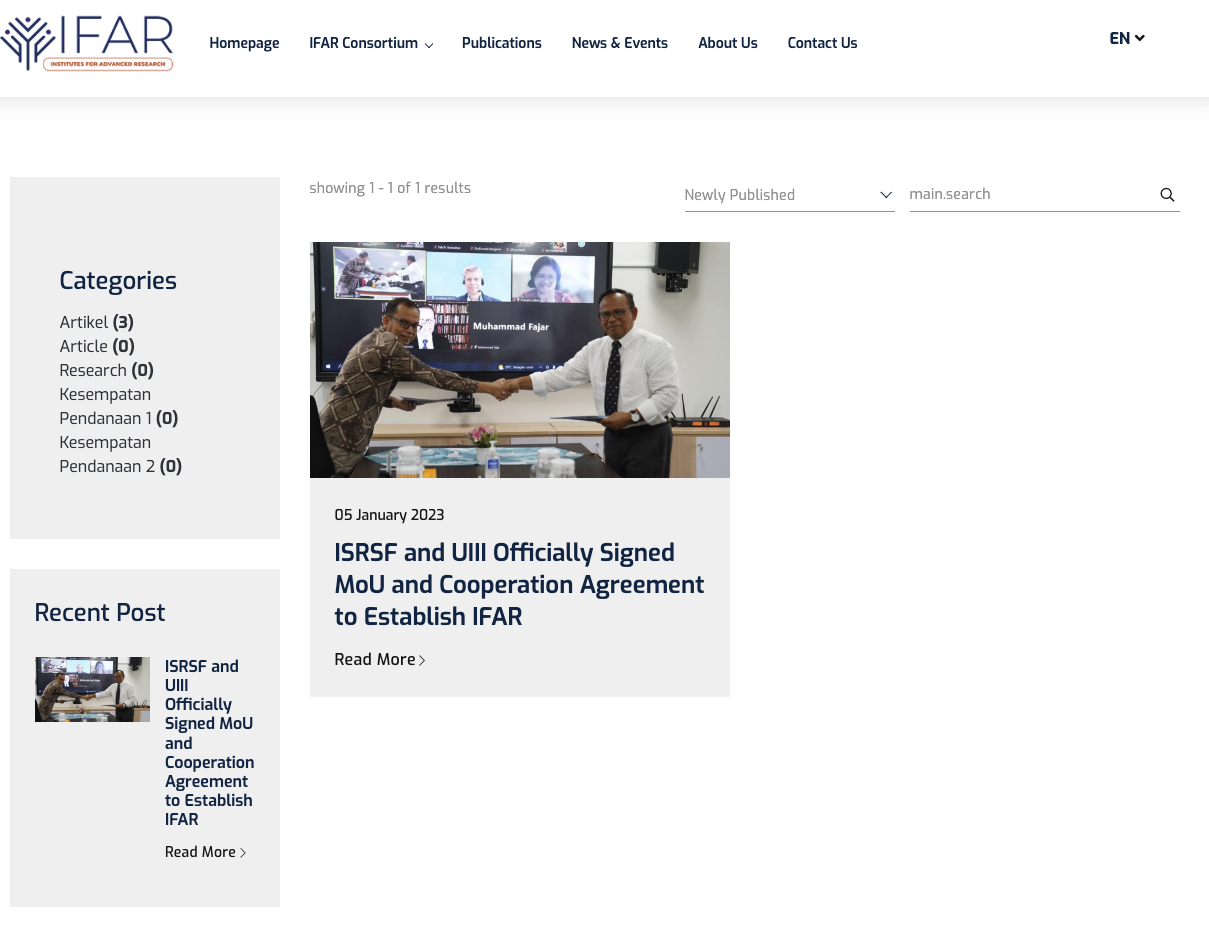 IFAR
INSTITUTES FOR ADVANCED RESEARCH
Homepage
IFAR Consortium
Publications
News & Events
About Us
Contact Us
EN
Categories
Artikel (3)
Article (0)
Research (0)
Kesempatan
Pendanaan 1 (0)
Kesempatan
Pendanaan 2 (0)
showing 1 - 1 of 1 results
Newly Published
main.search
Muhammad Fajar
05 January 2023
ISRSF and UIII Officially Signed
MoU and Cooperation Agreement
to Establish IFAR
Read More
Recent Post
ISRSF and
UIII
Officially
Signed MoU
and
Cooperation
Agreement
to Establish
IFAR
Read More